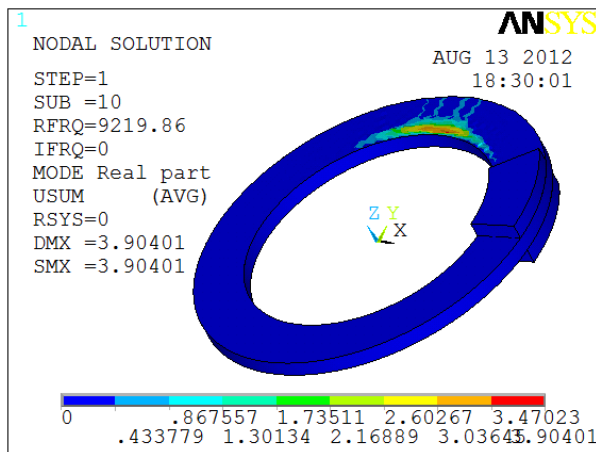 1
ANSYS
NODAL SOLUTION
AUG 13 2012
18:30:01
STEP=1
SUB =10
RFRQ=9219.86
IFRQ=0
MODE Real part
USUM (AVG)
RSYS=0
DMX =3.90401
SMX =3.90401
Z Y
X
0 .867557 1.73511 2.60267 3.47023
.433779 1.30134 2.16889 3.03645 3.90401